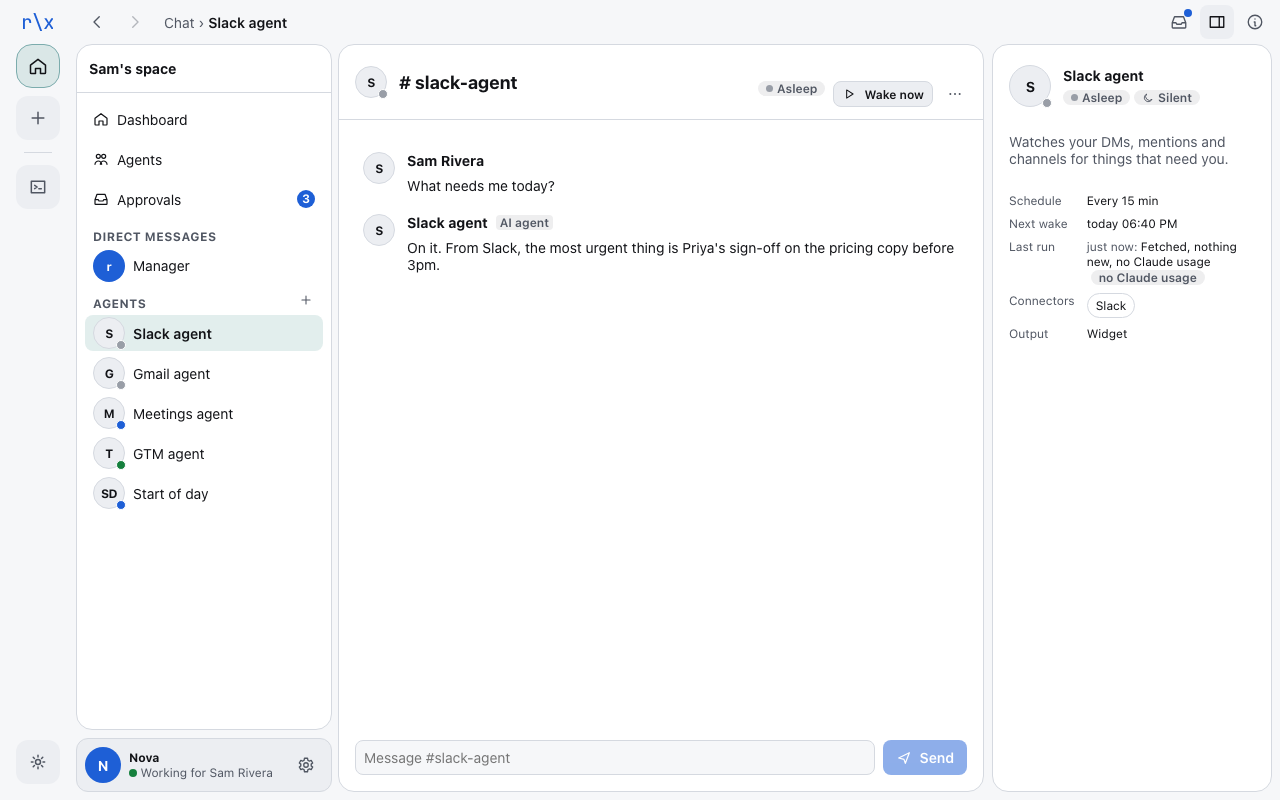 r\x
Chat › Slack agent
Sam's space
Dashboard
Agents
Approvals
3
DIRECT MESSAGES
r
Manager
AGENTS
S
Slack agent
G
Gmail agent
M
Meetings agent
T
GTM agent
SD
Start of day
N
Nova
Working for Sam Rivera
S
# slack-agent
Asleep
Wake now
S
Sam Rivera
What needs me today?
S
Slack agent AI agent
On it. From Slack, the most urgent thing is Priya's sign-off on the pricing copy before
3pm.
Message #slack-agent
Send
S
Slack agent
Asleep
Silent
Watches your DMs, mentions and
channels for things that need you.
Schedule Every 15 min
Next wake today 06:40 PM
Last run just now: Fetched, nothing
new, no Claude usage
no Claude usage
Connectors Slack
Output Widget